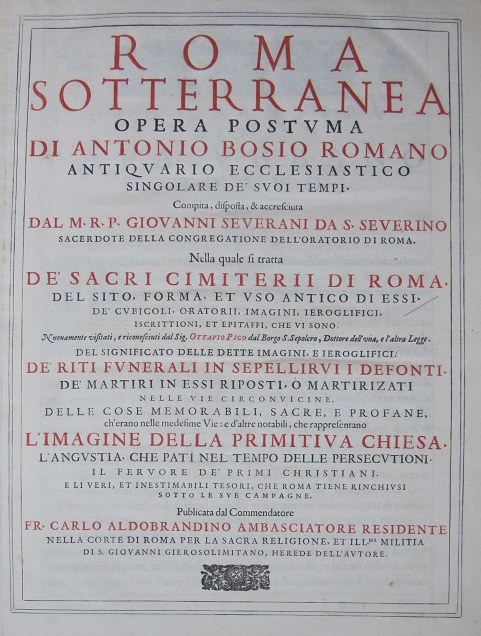 ROMA
SOTTERRANEA
OPERA POSTVMA
DI ANTONIO BOSIO ROMANO
ANTIQVARIO ECCLESIASTICO
SINGOLARE DE' SVOI TEMPI.
Compita, disposta, & accresciuta
DAL M. R. P. GIOVANNI SEVERANI DA S. SEVERINO
SACERDOTE DELLA CONGREGATIONE DELL'ORATORIO DI ROMA.
Nella quale si tratta
DE' SACRI CIMITERII DI ROMA.
DEL SITO, FORMA, ET VSO ANTICO DI ESSI.
DE' CVBICOLI, ORATORII, IMAGINI, IEROGLIFICI,
ISCRITTIONI, ET EPITAFFI, CHE VI SONO.
Nuouamente visitati, e riconosciuti dal Sig. OTTAVIO PICO dal Borgo S. Sepolcro, Dottore dell'vna, e l'altra Legge.
DEL SIGNIFICATO DELLE DETTE IMAGINI, E IEROGLIFICI.
DE' RITI FVNERALI IN SEPELLIRVI I DEFONTI.
DE' MARTIRI IN ESSI RIPOSTI, O MARTIRIZATI
NELLE VIE CIRCONVICINE.
DELLE COSE MEMORABILI, SACRE, E PROFANE,
ch'erano nelle medesime Vie: e d'altre notabili, che rappresentano
L'IMAGINE DELLA PRIMITIVA CHIESA.
L'ANGVSTIA, CHE PATÌ NEL TEMPO DELLE PERSECVTIONI.
IL FERVORE DE' PRIMI CHRISTIANI.
E LI VERI, ET INESTIMABILI TESORI, CHE ROMA TIENE RINCHIVSI
SOTTO LE SVE CAMPAGNE.
Publicata dal Commendatore
FR. CARLO ALDOBRANDINO AMBASCIATORE RESIDENTE
NELLA CORTE DI ROMA PER LA SACRA RELIGIONE, ET ILL.MA MILITIA
DI S. GIOVANNI GIEROSOLIMITANO, HEREDE DELL'AVTORE.